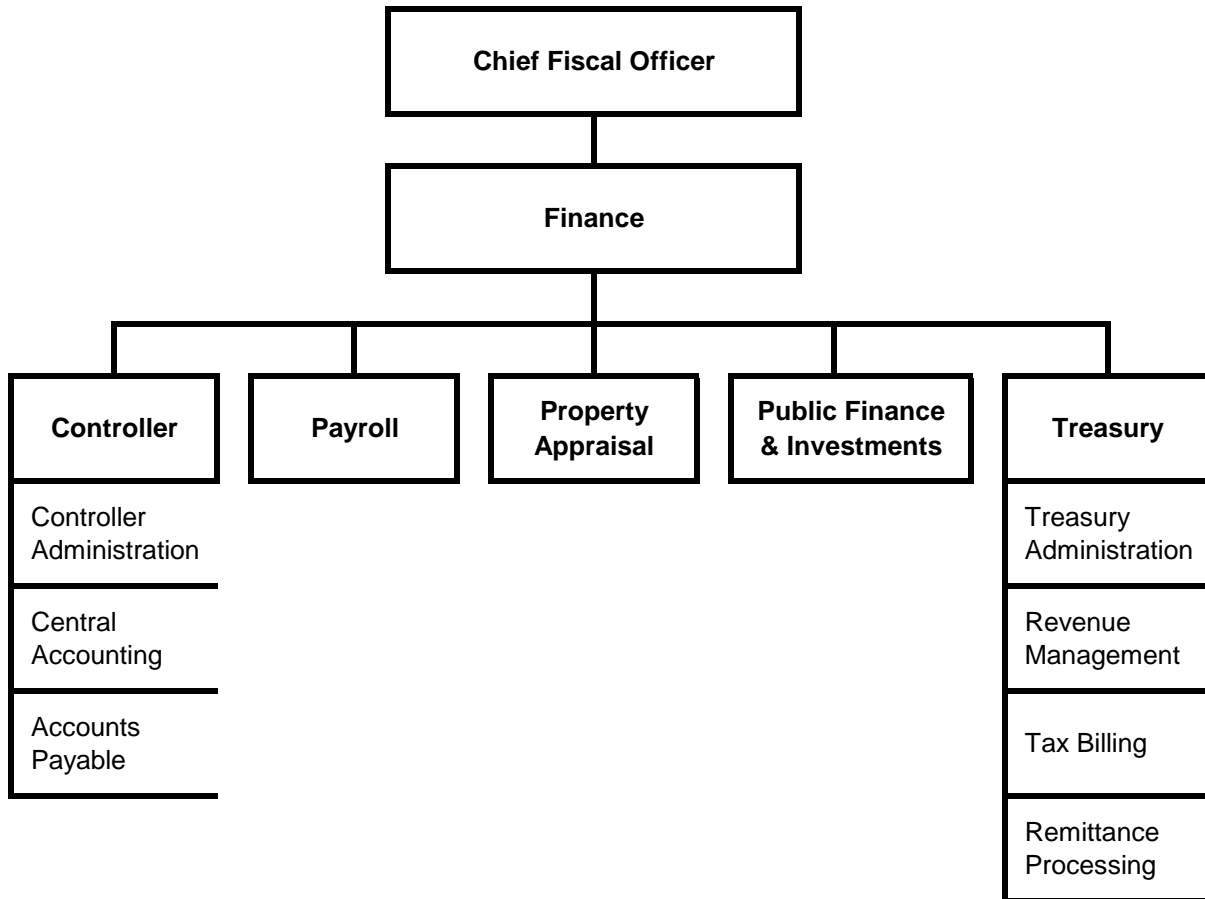 Chief Fiscal Officer
Finance
Controller
Payroll
Property
Appraisal
Public Finance
& Investments
Treasury
Controller
Administration
Central
Accounting
Accounts
Payable
Treasury
Administration
Revenue
Management
Tax Billing
Remittance
Processing